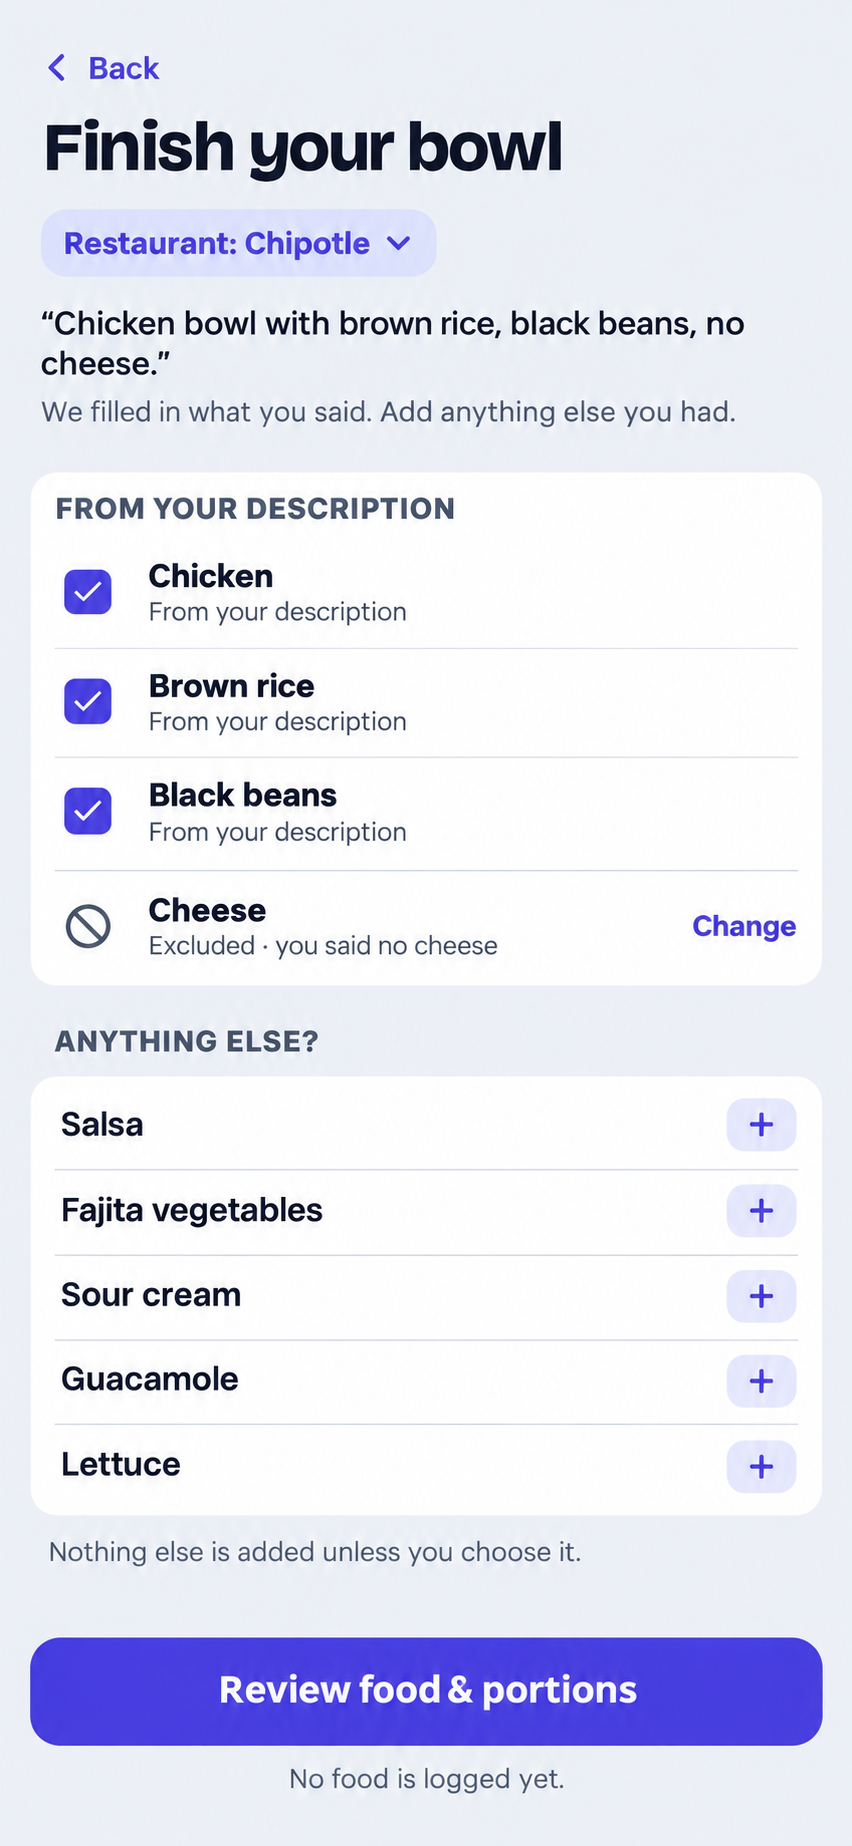 Back
Finish your bowl
Restaurant: Chipotle
“Chicken bowl with brown rice, black beans, no
cheese.”
We filled in what you said. Add anything else you had.
FROM YOUR DESCRIPTION
Chicken
From your description
Brown rice
From your description
Black beans
From your description
Cheese
Excluded · you said no cheese
Change
ANYTHING ELSE?
Salsa
Fajita vegetables
Sour cream
Guacamole
Lettuce
Nothing else is added unless you choose it.
Review food & portions
No food is logged yet.